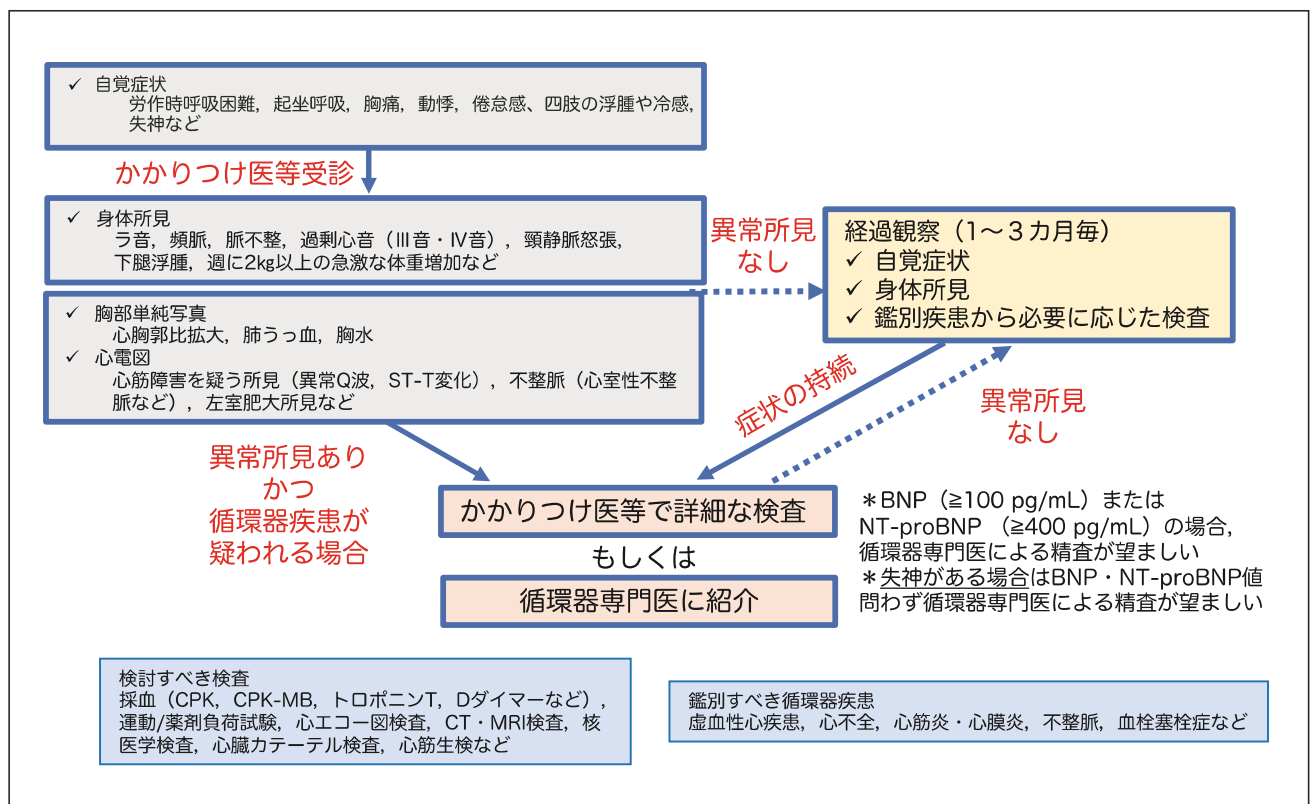 ✓ 自覚症状
労作時呼吸困難，起坐呼吸，胸痛，動悸，倦怠感、四肢の浮腫や冷感，
失神など
かかりつけ医等受診
✓ 身体所見
ラ音，頻脈，脈不整，過剰心音（Ⅲ音・Ⅳ音），頸静脈怒張，
下腿浮腫，週に2㎏以上の急激な体重増加など
✓ 胸部単純写真
心胸郭比拡大，肺うっ血，胸水
✓ 心電図
心筋障害を疑う所見（異常Q波，ST-T変化），不整脈（心室性不整
脈など），左室肥大所見など
異常所見
なし
経過観察（1～３カ月毎）
✓ 自覚症状
✓ 身体所見
✓ 鑑別疾患から必要に応じた検査
症状の持続
異常所見
なし
異常所見あり
かつ
循環器疾患が
疑われる場合
かかりつけ医等で詳細な検査
もしくは
循環器専門医に紹介
＊BNP（≧100 pg/mL）または
NT-proBNP （≧400 pg/mL）の場合，
循環器専門医による精査が望ましい
＊失神がある場合はBNP・NT-proBNP値
問わず循環器専門医による精査が望ましい
検討すべき検査
採血（CPK，CPK-MB，トロポニンT，Dダイマーなど），
運動/薬剤負荷試験，心エコー図検査，CT・MRI検査，核
医学検査，心臓カテーテル検査，心筋生検など
鑑別すべき循環器疾患
虚血性心疾患，心不全，心筋炎・心膜炎，不整脈，血栓塞栓症など